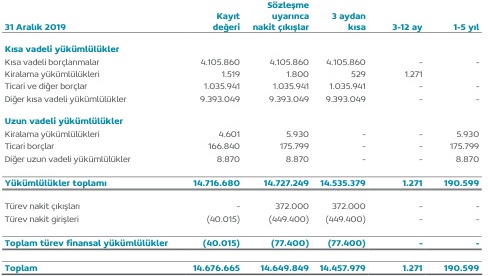 Sözleşme
Kayıt uyarınca 3 aydan
31 Aralık 2019 değeri nakit çıkışlar kısa 3-12 ay 1-5 yıl
Kısa vadeli yükümlülükler
Kısa vadeli borçlanmalar 4.105.860 4.105.860 4.105.860 - -
Kiralama yükümlülükleri 1.519 1.800 529 1.271
Ticari ve diğer borçlar 1.035.941 1.035.941 1.035.941 - -
Diğer kısa vadeli yükümlülükler 9.393.049 9.393.049 9.393.049 - -
Uzun vadeli yükümlülükler
Kiralama yükümlülükleri 4.601 5.930 - - 5.930
Ticari borçlar 166.840 175.799 - - 175.799
Diğer uzun vadeli yükümlülükler 8.870 8.870 - - 8.870
Yükümlülükler toplamı 14.716.680 14.727.249 14.535.379 1.271 190.599
Türev nakit çıkışları - 372.000 372.000 - -
Türev nakit girişleri (40.015) (449.400) (449.400) - -
Toplam türev finansal yükümlülükler (40.015) (77.400) (77.400) - -
Toplam 14.676.665 14.649.849 14.457.979 1.271 190.599